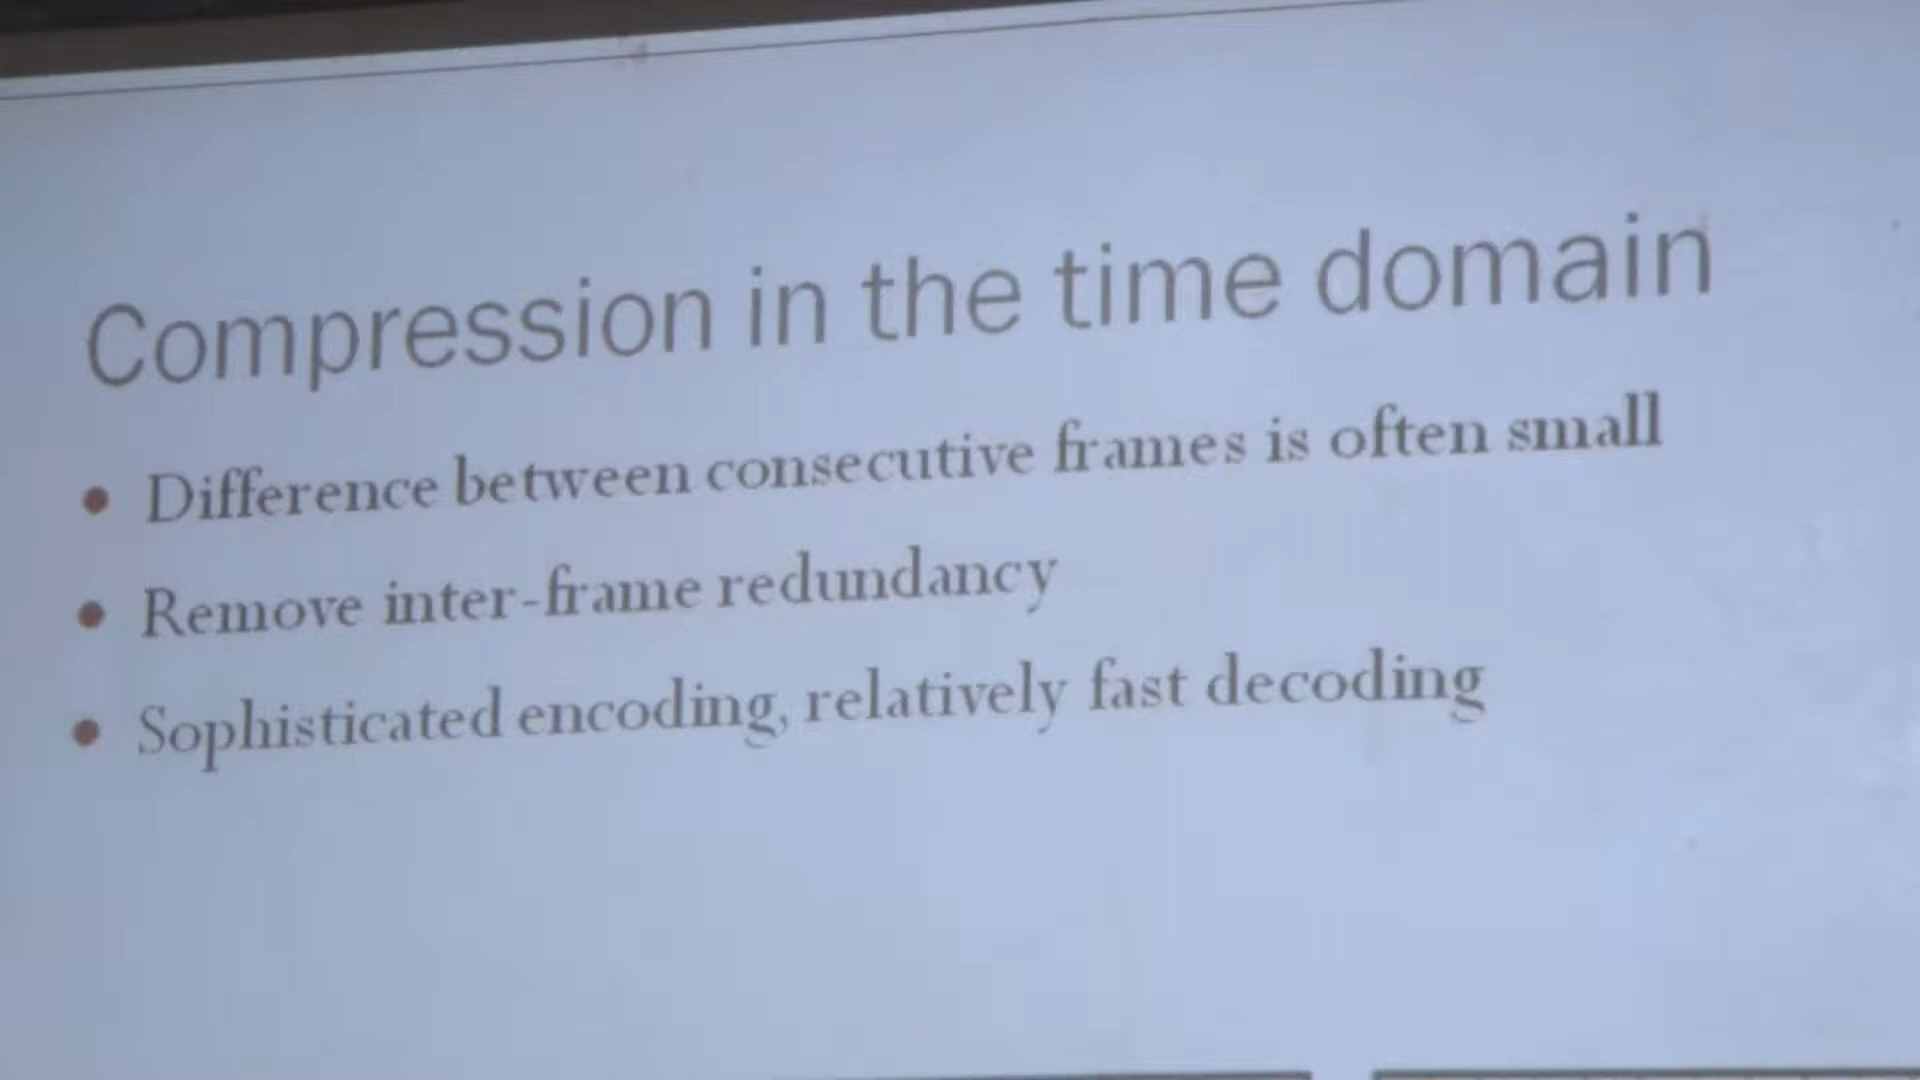 Compression in the time domain
• Difference between consecutive frames is often small
• Remove inter-frame redundancy
• Sophisticated encoding, relatively fast decoding